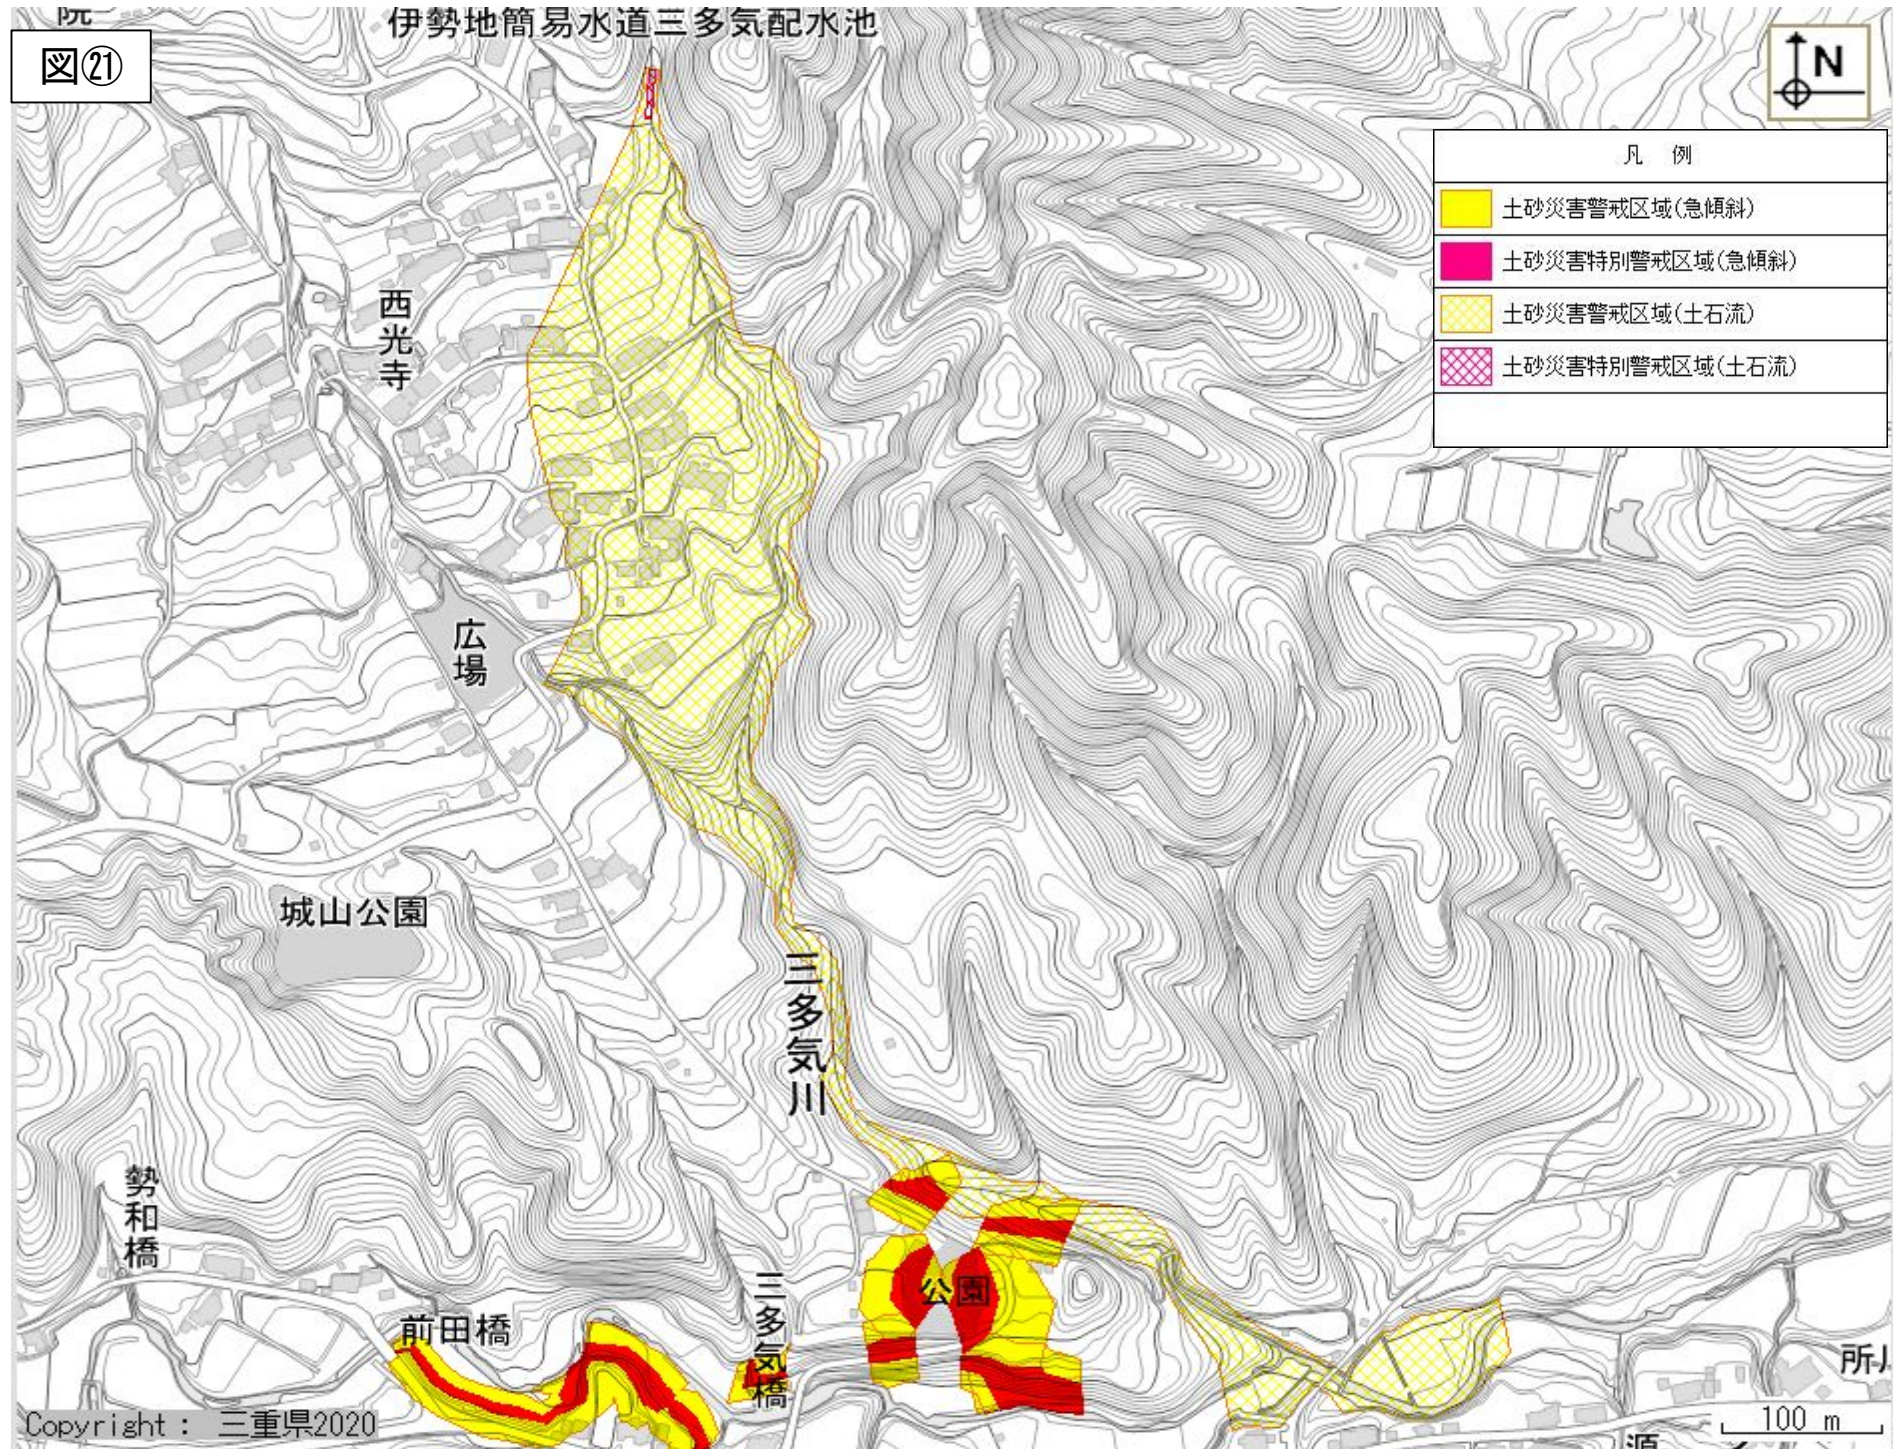 院
伊勢地簡易水道三多気配水池
図㉑
N
凡 例
土砂災害警戒区域(急傾斜)
土砂災害特別警戒区域(急傾斜)
土砂災害警戒区域(土石流)
土砂災害特別警戒区域(土石流)
西光寺
広場
城山公園
三多気川
勢和橋
公園
三多気橋
前田橋
所
Copyright : 三重県2020
100 m
源